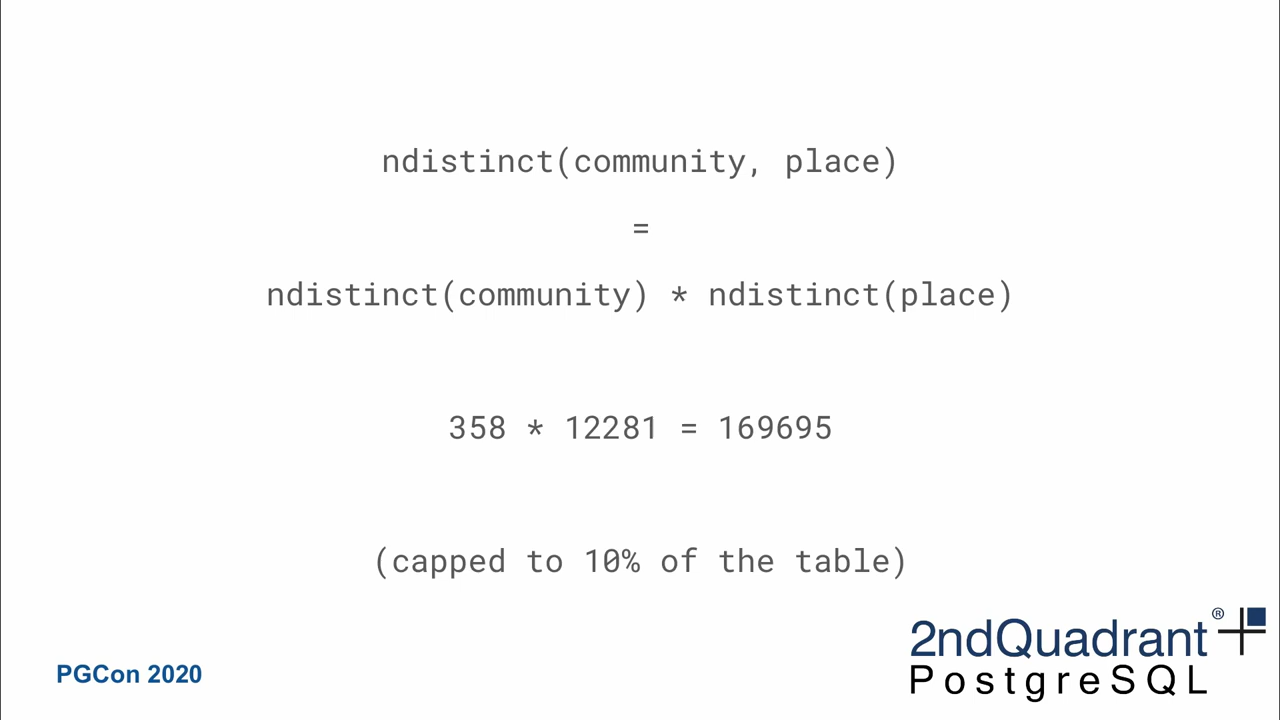 ndistinct(community, place)
=
ndistinct(community) * ndistinct(place)
358 * 12281 = 169695
(capped to 10% of the table)
2ndQuadrant®
PostgreSQL
PGCon 2020